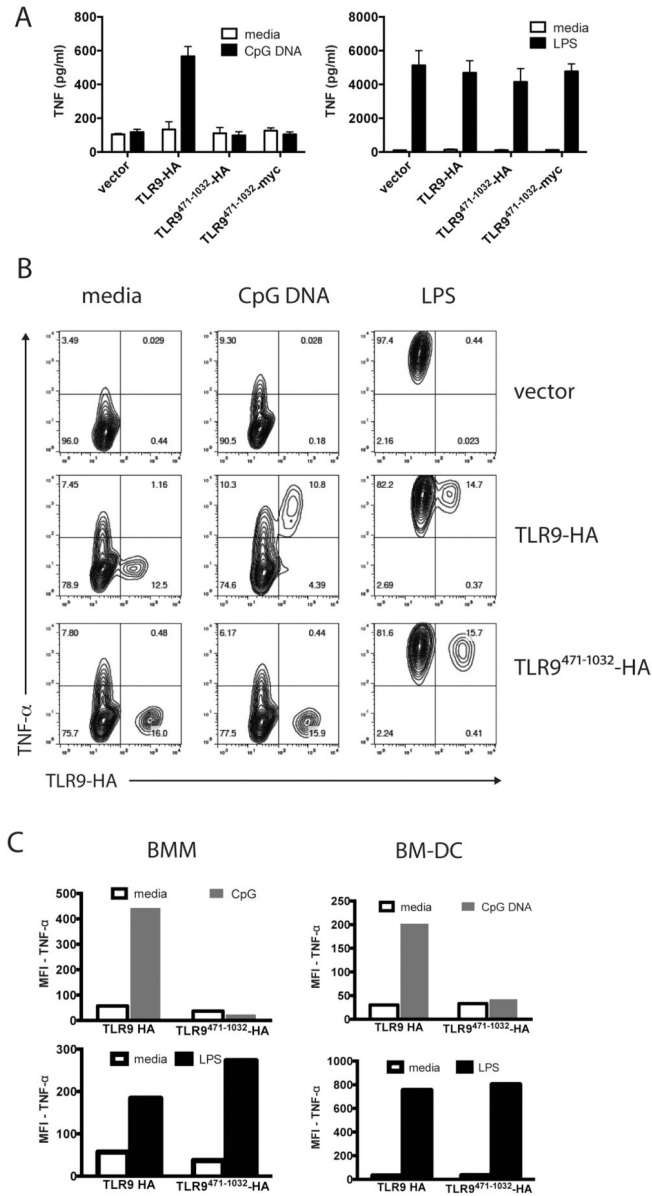 A
TNF (pg/ml)
800
600
400
200
0
media
CpG DNA
vector
TLR9-HA
TLR9471-1032-HA
TLR9471-1032-myc
TNF (pg/ml)
8000
6000
4000
2000
0
media
LPS
vector
TLR9-HA
TLR9471-1032-HA
TLR9471-1032-myc
B
media CpG DNA LPS
3.49 0.029
96.0 0.44
9.30 0.028
90.5 0.18
97.4 0.44
2.16 0.023
vector
7.45 1.16
78.9 12.5
10.3 10.8
74.6 4.39
82.2 14.7
2.69 0.37
TLR9-HA
7.80 0.48
75.7 16.0
6.17 0.44
77.5 15.9
81.6 15.7
2.24 0.41
TLR9471-1032-HA
TNF-α
TLR9-HA
C
BMM
MFI - TNF-α
500
400
300
200
100
0
media CpG
TLR9 HA TLR9471-1032-HA
BM-DC
MFI - TNF-α
250
200
150
100
50
0
media CpG DNA
TLR9 HA TLR9471-1032-HA
MFI - TNF-α
300
200
100
0
media LPS
TLR9 HA TLR9471-1032-HA
MFI - TNF-α
1000
800
600
400
200
0
media LPS
TLR9 HA TLR9471-1032-HA